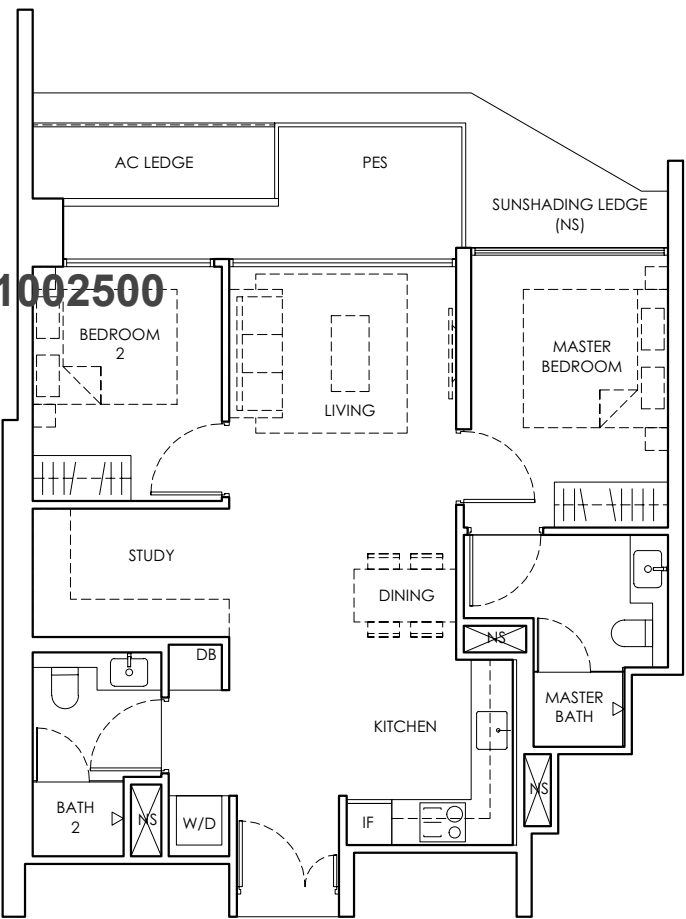 AC LEDGE
PES
SUNSHADING LEDGE
(NS)
1002500
BEDROOM
2
LIVING
MASTER
BEDROOM
STUDY
DINING
NS
DB
MASTER
BATH
KITCHEN
BATH
2
NS
W/D
IF
NS